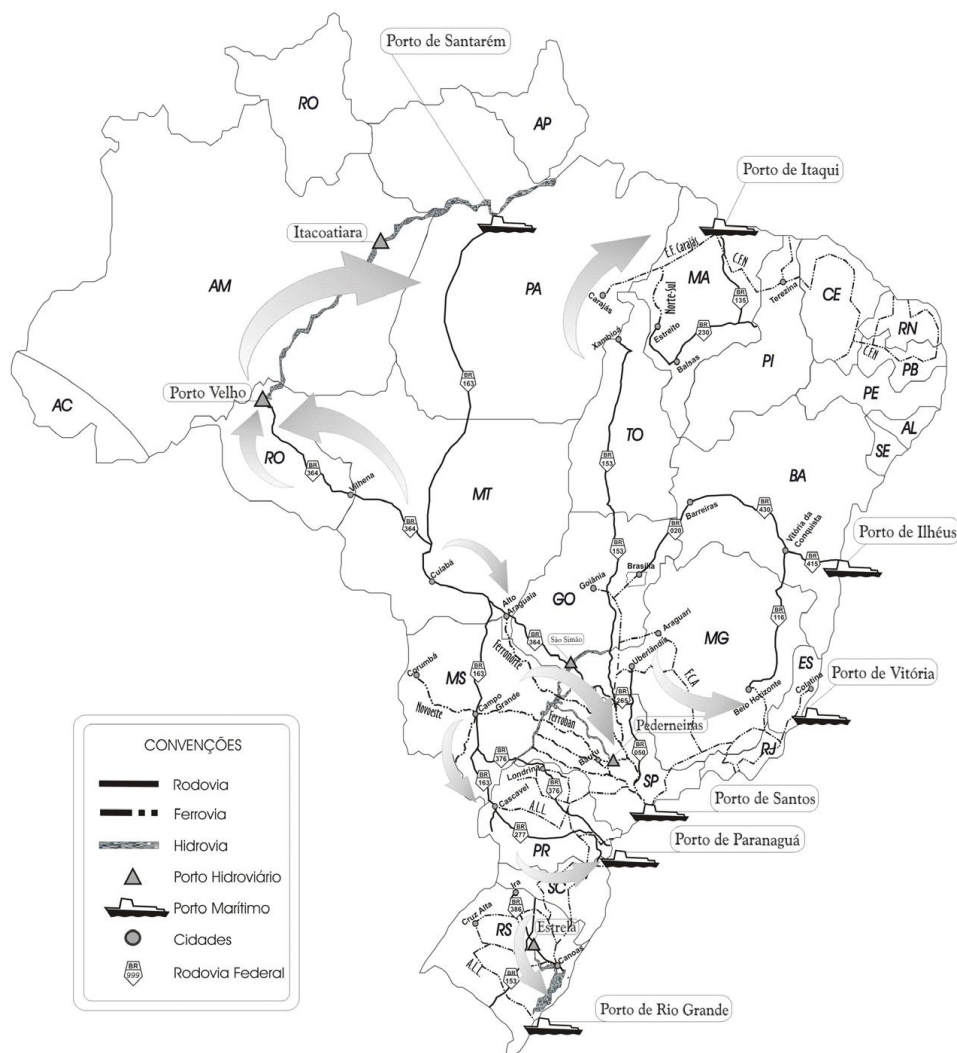 Porto de Santarém
RO
AP
Porto de Itaqui
Itacoatiara
E.F. Carajás
C.F.N
AM
PA
MA
Carajás
Norte-Sul
BR
135
Terezina
CE
Estreito
BR
230
RN
Xambioá
Balsas
C.F.N
PB
BR
163
PI
PE
Porto Velho
AC
AL
TO
SE
RO
BR
364
BR
153
BA
Vilhena
MT
Barreiras
BR
364
BR
020
BR
430
Vitória da
Conquista
Porto de Ilhéus
BR
153
Brasília
BR
415
Cuiabá
Goiânia
Alto
Araguaia
GO
BR
116
BR
364
São Simão
Araguari
MG
Uberlândia
Ferronorte
Corumbá
MS
BR
163
ES
Colatina
Porto de Vitória
F.C.A
Belo Horizonte
Novoeste
Campo
Grande
Ferroban
BR
265
Pederneiras
RJ
BR
376
Bauru
BR
050
BR
163
Londrina
BR
376
SP
Porto de Santos
Cascavel
A.L.L
BR
277
Porto de Paranaguá
PR
SC
Ira
BR
386
Cruz Alta
RS
Estrela
A.L.L
Canoas
BR
153
Porto de Rio Grande
CONVENÇÕES
Rodovia
Ferrovia
Hidrovia
Porto Hidroviário
Porto Marítimo
Cidades
BR
999
Rodovia Federal